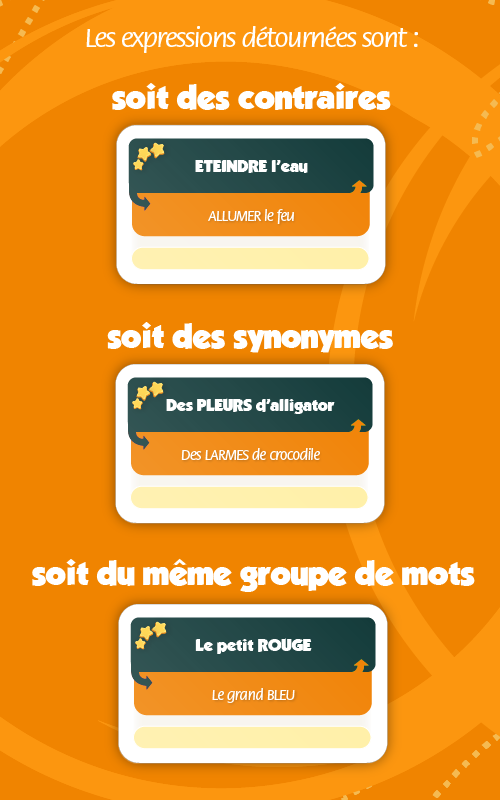 Les expressions détournées sont :
soit des contraires
ETEINDRE l'eau
ALLUMER le feu
soit des synonymes
Des PLEURS d'alligator
Des LARMES de crocodile
soit du même groupe de mots
Le petit ROUGE
Le grand BLEU